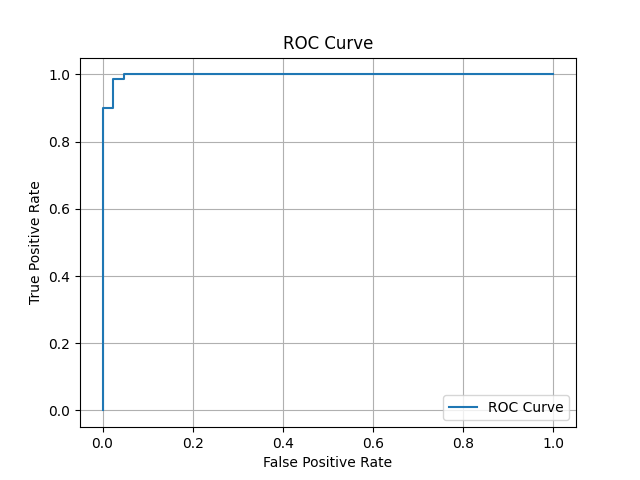 ROC Curve
True Positive Rate
1.0
0.8
0.6
0.4
0.2
0.0
ROC Curve
0.0 0.2 0.4 0.6 0.8 1.0
False Positive Rate